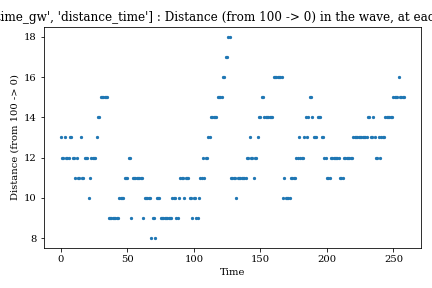 time_gw', 'distance_time'] : Distance (from 100 -> 0) in the wave, at eac
Distance (from 100 -> 0)
18
16
14
12
10
8
0 50 100 150 200 250
Time